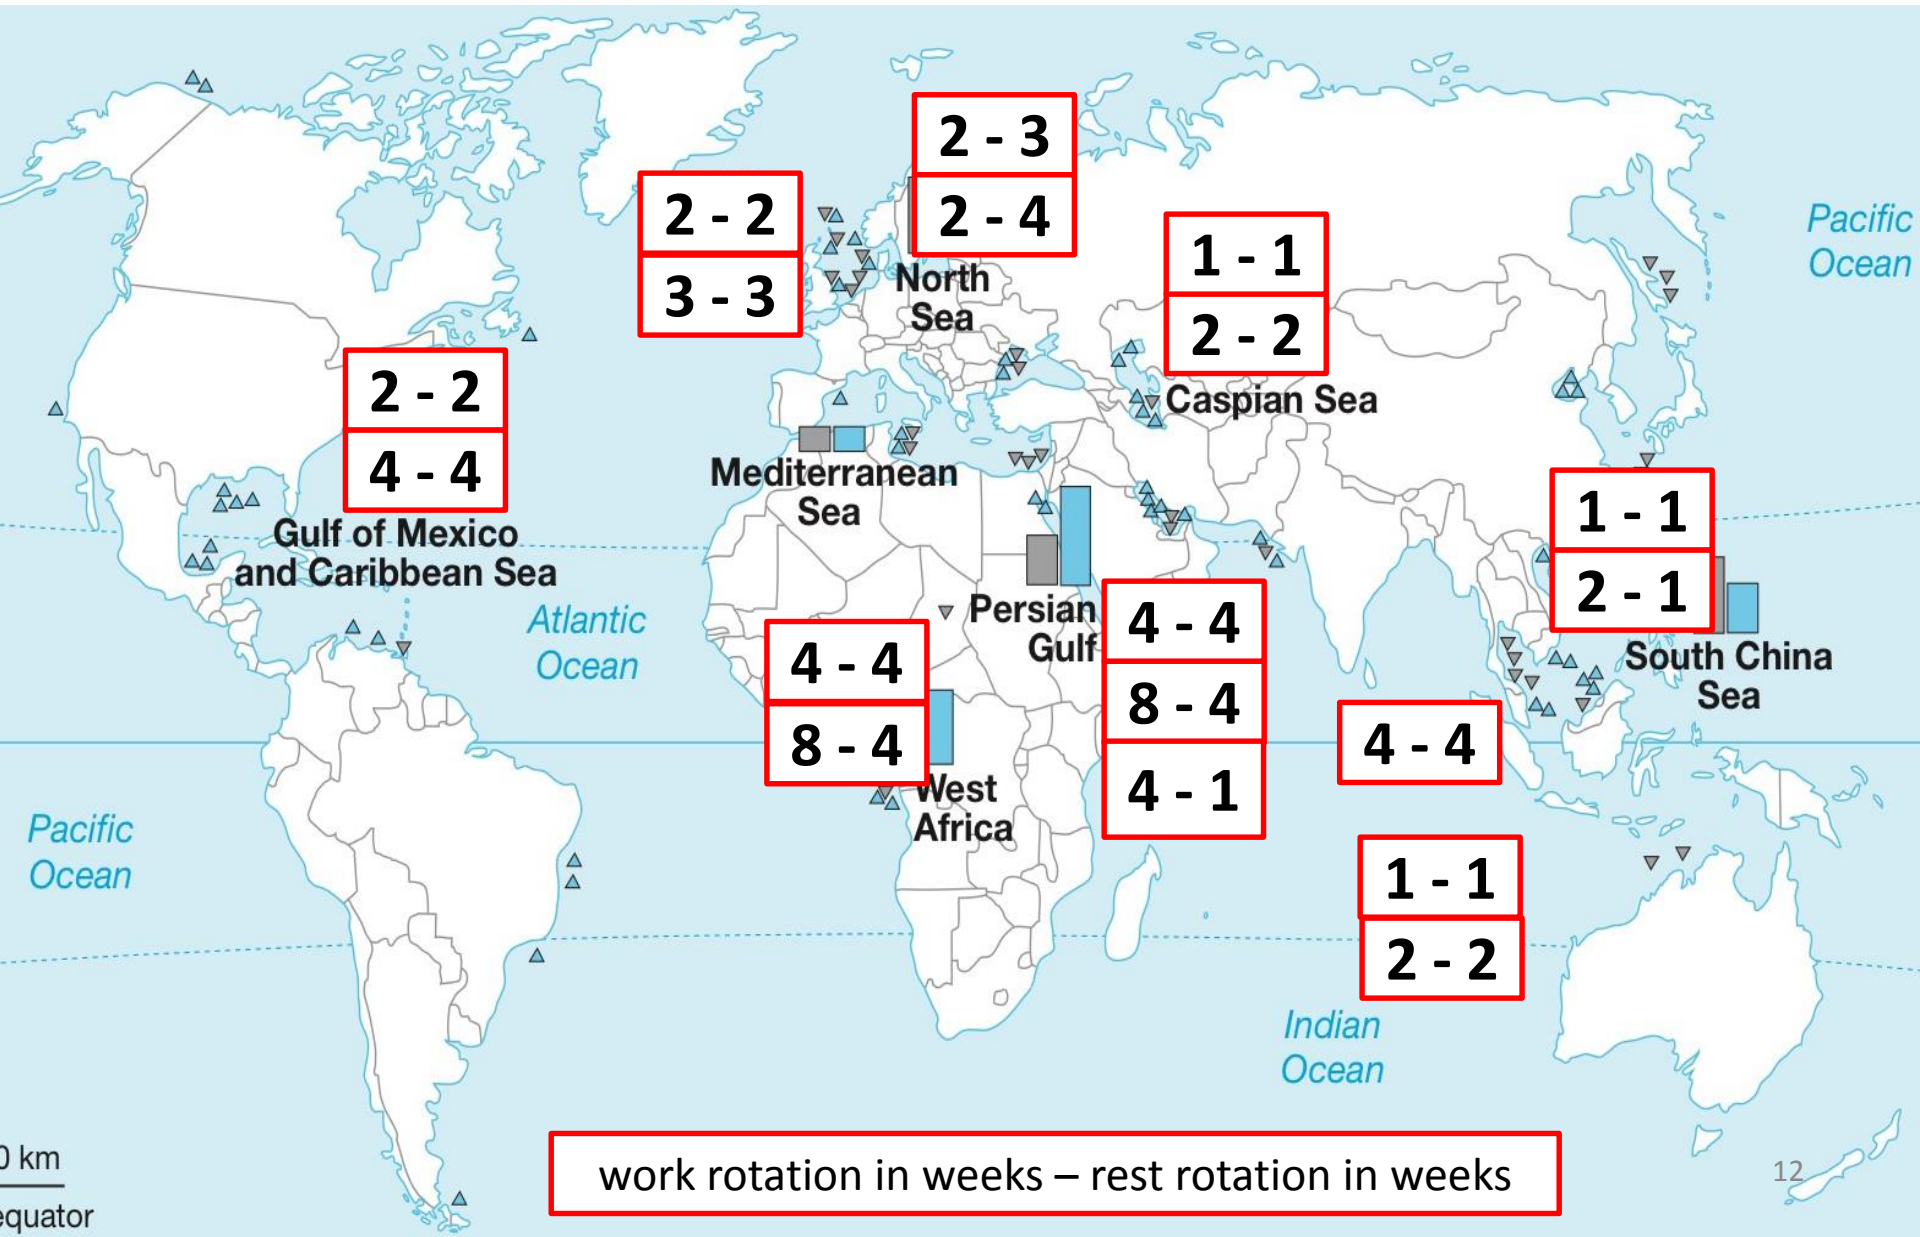 2 - 3
2 - 4
2 - 2
3 - 3
North
Sea
1 - 1
2 - 2
Caspian Sea
Pacific
Ocean
2 - 2
4 - 4
Gulf of Mexico
and Caribbean Sea
Mediterranean
Sea
1 - 1
2 - 1
South China
Sea
Atlantic
Ocean
Persian
Gulf
4 - 4
8 - 4
4 - 1
4 - 4
8 - 4
West
Africa
4 - 4
Pacific
Ocean
1 - 1
2 - 2
Indian
Ocean
0 km
equator
work rotation in weeks – rest rotation in weeks
12